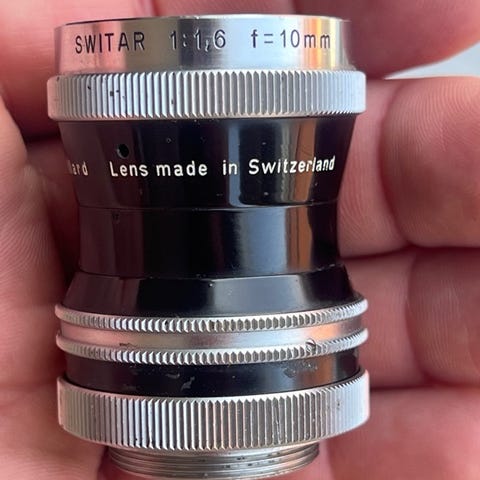 SWITAR 1:1,6 f=10mm
Lens made in Switzerland